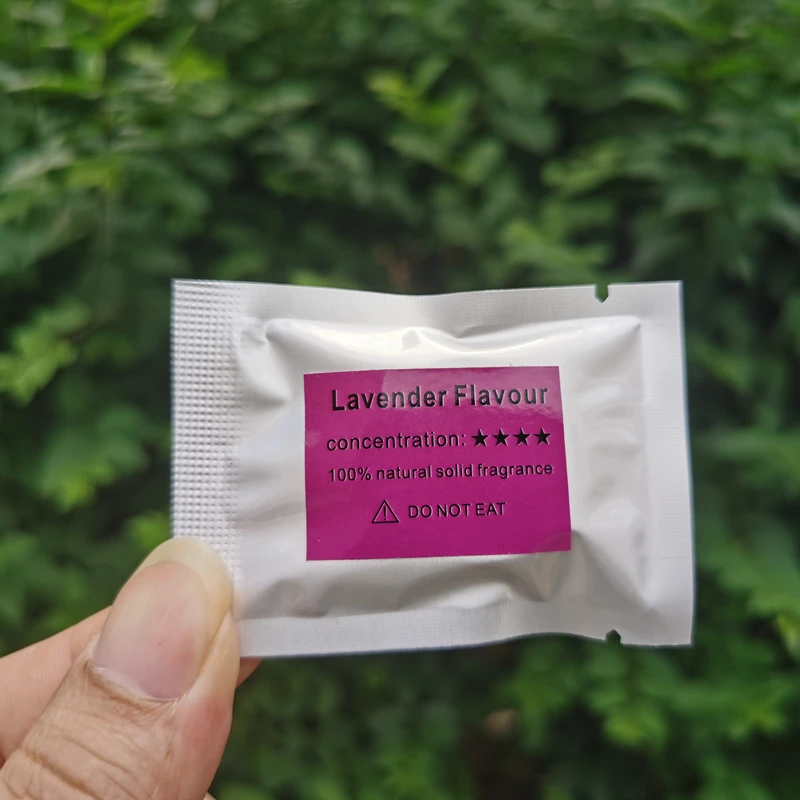 Lavender Flavour
concentration: ★★★★
100% natural solid fragrance
⚠ DO NOT EAT